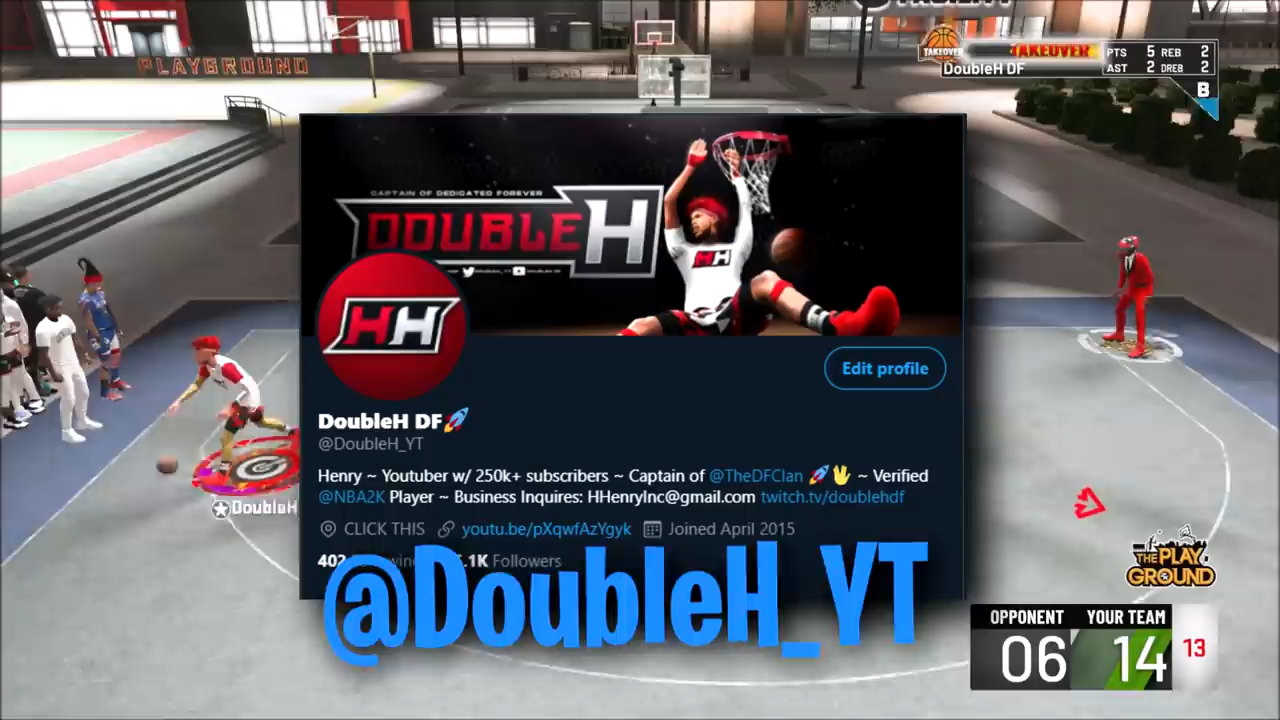 PLAYGROUND
TAKEOVER
TAKEOVER
DoubleH DF
PTS 5 REB 2
AST 2 DREB 2
B
CAPTAIN OF DEDICATED FOREVER
DOUBLEH
HH
HH
Edit profile
DoubleH DF🚀
@DoubleH_YT
Henry ~ Youtuber w/ 250k+ subscribers ~ Captain of @TheDFClan 🚀🖖 ~ Verified
@NBA2K Player ~ Business Inquires: HHenryInc@gmail.com twitch.tv/doublehdf
CLICK THIS youtu.be/pXqwfAzYgyk Joined April 2015
Followers
@DoubleH_YT
DoubleH
THE PLAY
GROUND
OPPONENT YOUR TEAM
06 14 13